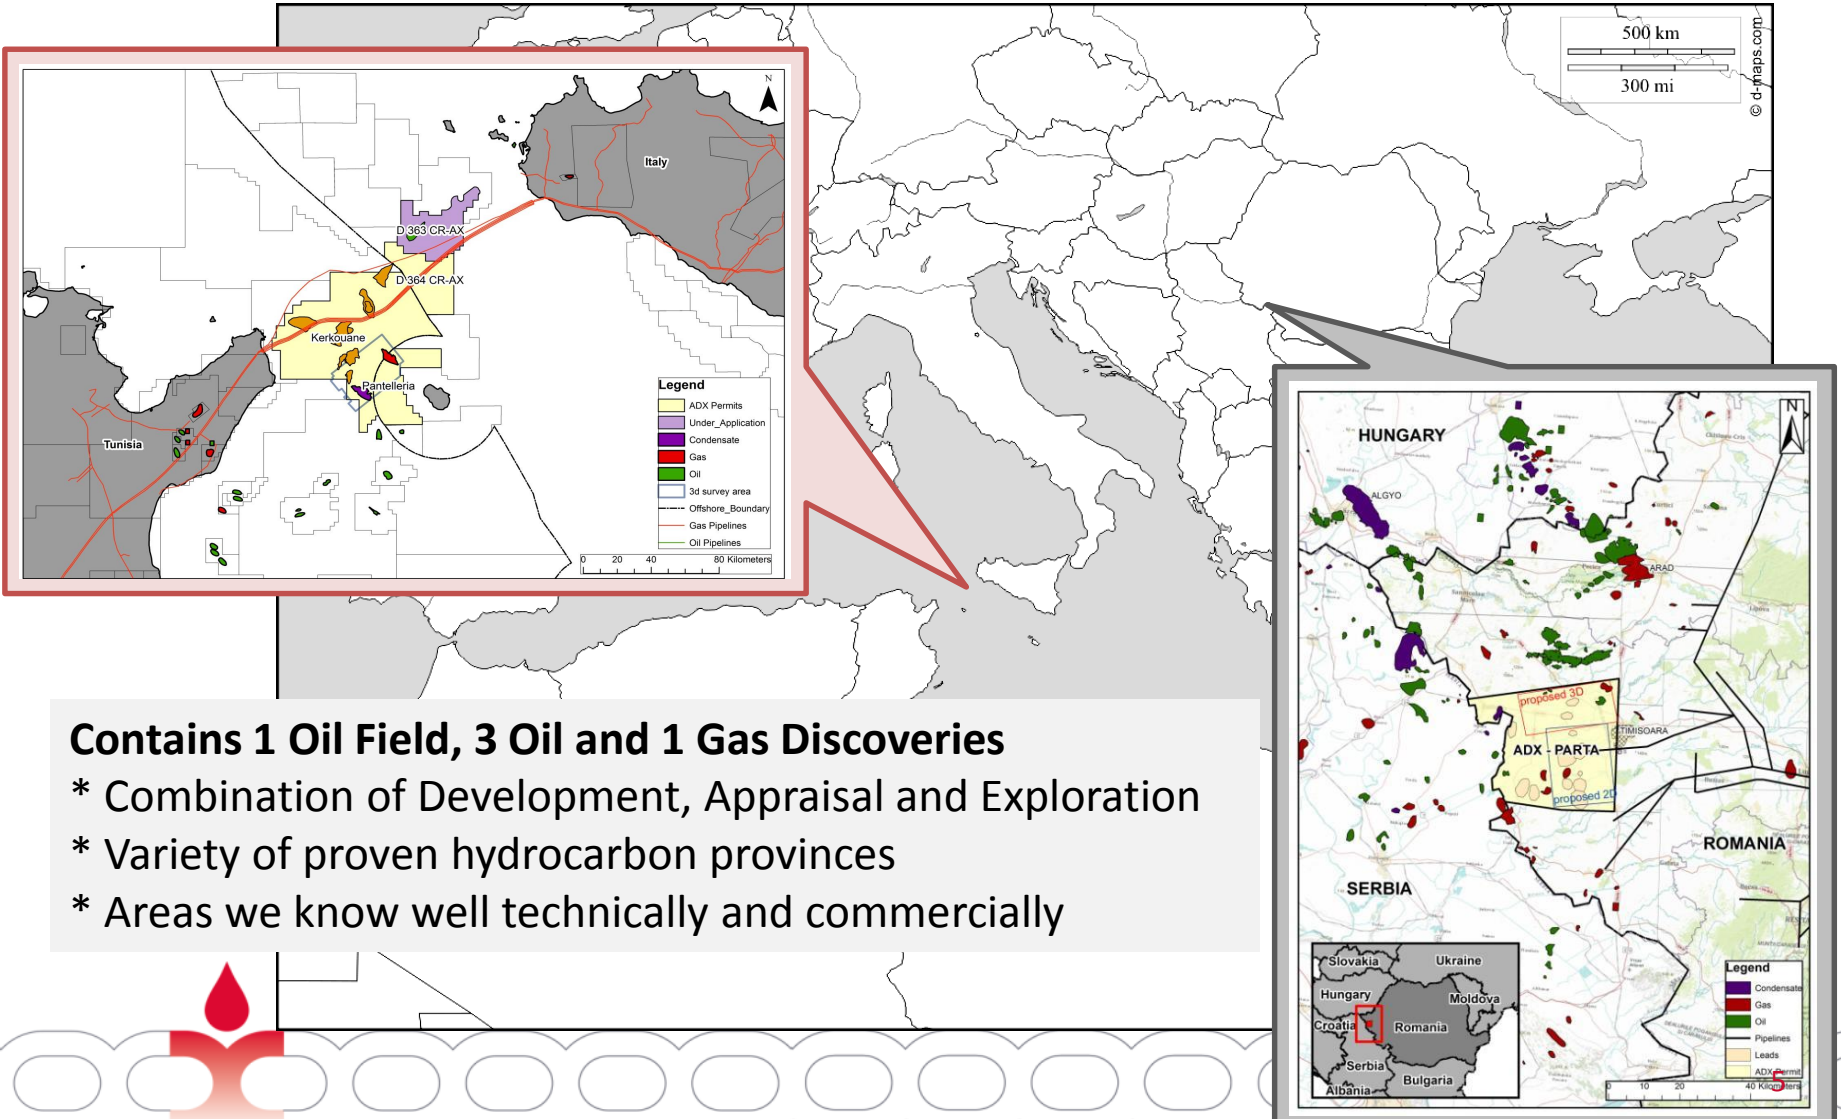 500 km
300 mi
© d-maps.com
N
Italy
D 363 CR-AX
D 364 CR-AX
Kerkouane
Pantelleria
Tunisia
Legend
ADX Permits
Under_Application
Condensate
Gas
Oil
3d survey area
Offshore_Boundary
Gas Pipelines
Oil Pipelines
0 20 40 80 Kilometers
N
HUNGARY
ALGYO
ARAD
proposed 3D
TIMISOARA
ADX - PARTA
proposed 2D
ROMANIA
SERBIA
Slovakia
Ukraine
Hungary
Moldova
Croatia
Romania
Serbia
Bulgaria
Albania
Legend
Condensate
Gas
Oil
Pipelines
Leads
ADX Permit
0 10 20 40 Kilometers
Contains 1 Oil Field, 3 Oil and 1 Gas Discoveries
* Combination of Development, Appraisal and Exploration
* Variety of proven hydrocarbon provinces
* Areas we know well technically and commercially
5